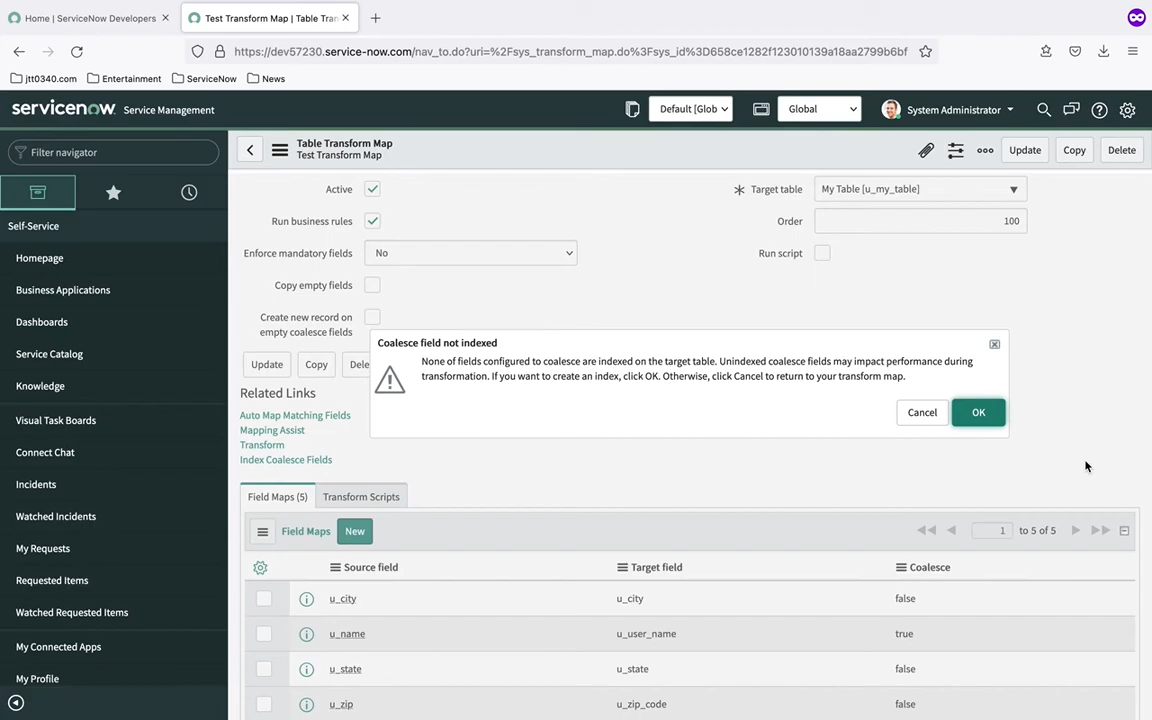 Home | ServiceNow Developers
Test Transform Map | Table Tran
https://dev57230.service-now.com/nav_to.do?uri=%2Fsys_transform_map.do%3Fsys_id%3D658ce1282f123010139a18aa2799b6bf
jtt0340.com
Entertainment
ServiceNow
News
servicenow
Service Management
Default [Glob
Global
System Administrator
Filter navigator
Self-Service
Homepage
Business Applications
Dashboards
Service Catalog
Knowledge
Visual Task Boards
Connect Chat
Incidents
Watched Incidents
My Requests
Requested Items
Watched Requested Items
My Connected Apps
My Profile
Table Transform Map
Test Transform Map
Update
Copy
Delete
Active
Target table
My Table [u_my_table]
Run business rules
Order
100
Enforce mandatory fields
No
Run script
Copy empty fields
Create new record on
empty coalesce fields
Update
Copy
Dele
Coalesce field not indexed
None of fields configured to coalesce are indexed on the target table. Unindexed coalesce fields may impact performance during
transformation. If you want to create an index, click OK. Otherwise, click Cancel to return to your transform map.
Cancel
OK
Related Links
Auto Map Matching Fields
Mapping Assist
Transform
Index Coalesce Fields
Field Maps (5)
Transform Scripts
Field Maps
New
1
to 5 of 5
Source field
Target field
Coalesce
u_city
u_city
false
u_name
u_user_name
true
u_state
u_state
false
u_zip
u_zip_code
false